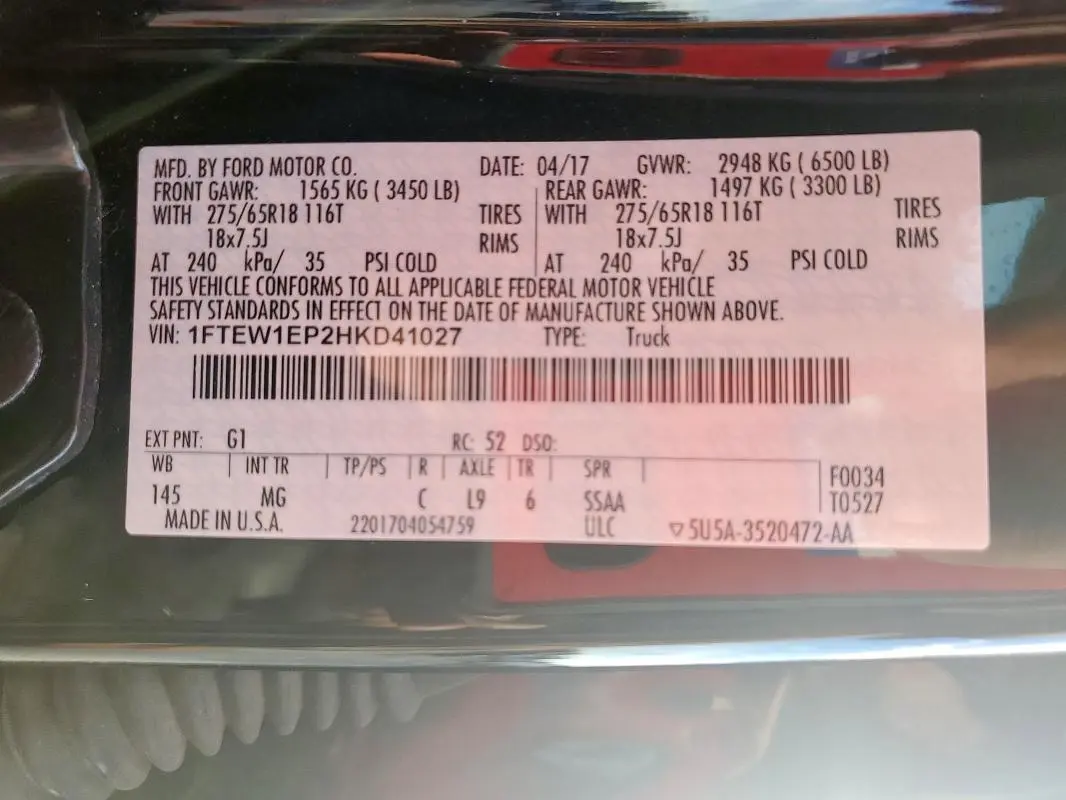 MFD. BY FORD MOTOR CO. DATE: 04/17 GVWR: 2948 KG ( 6500 LB)
FRONT GAWR: 1565 KG ( 3450 LB) REAR GAWR: 1497 KG ( 3300 LB)
WITH 275/65R18 116T TIRES WITH 275/65R18 116T TIRES
18x7.5J RIMS 18x7.5J RIMS
AT 240 kPa/ 35 PSI COLD AT 240 kPa/ 35 PSI COLD
THIS VEHICLE CONFORMS TO ALL APPLICABLE FEDERAL MOTOR VEHICLE
SAFETY STANDARDS IN EFFECT ON THE DATE OF MANUFACTURE SHOWN ABOVE.
VIN: 1FTEW1EP2HKD41027 TYPE: Truck
EXT PNT: G1 RC: 52 DSO:
WB INT TR TP/PS R AXLE TR SPR F0034
145 MG C L9 6 SSAA T0527
MADE IN U.S.A. 2201704054759 ULC ▽5U5A-3520472-AA